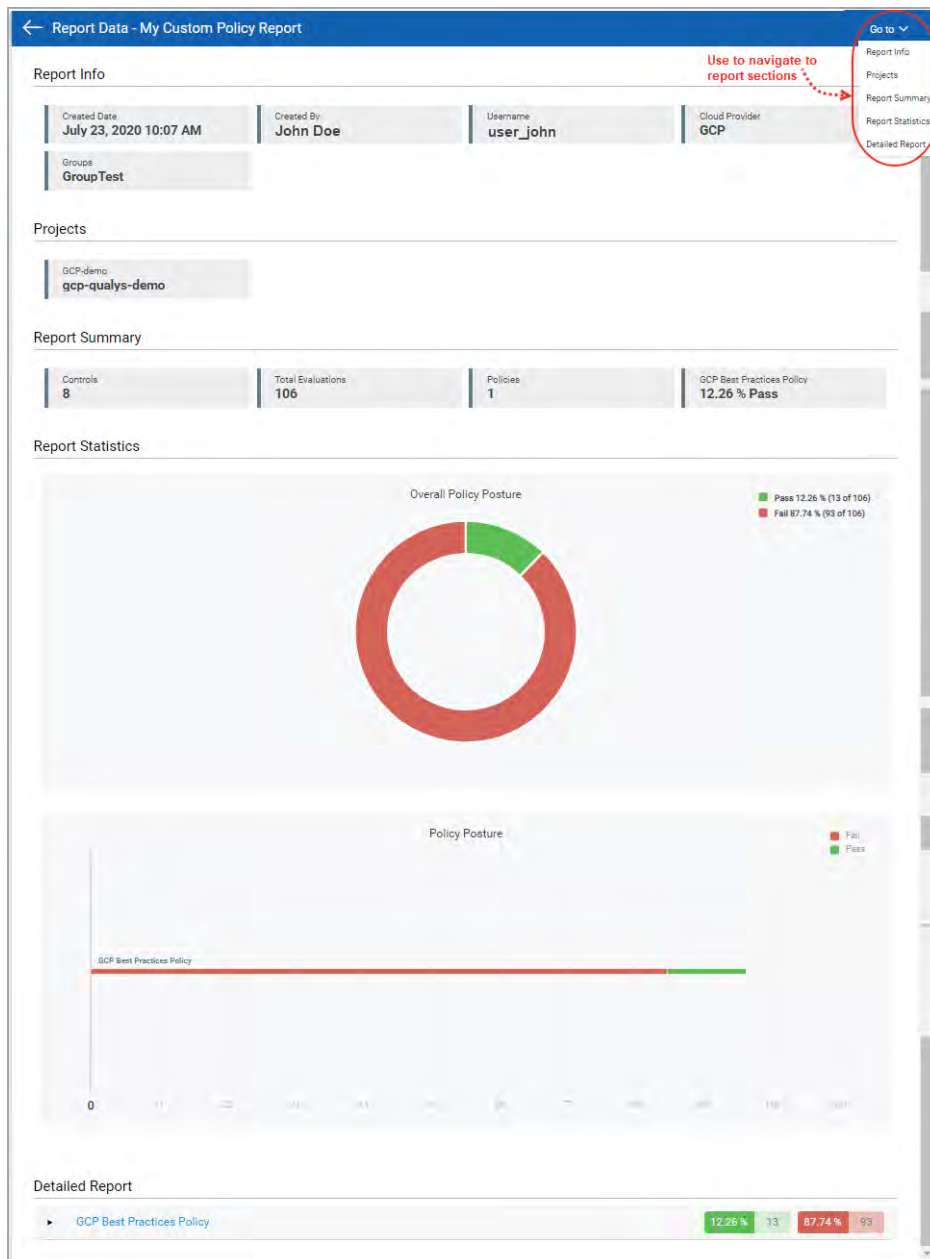 Report Data - My Custom Policy Report
Go to
Report Info
Projects
Report Summary
Report Statistics
Detailed Report
Use to navigate to
report sections
Report Info
Created Date
July 23, 2020 10:07 AM
Created By
John Doe
Username
user_john
Cloud Provider
GCP
Groups
GroupTest
Projects
GCP-demo
gcp-qualys-demo
Report Summary
Controls
8
Total Evaluations
106
Policies
1
GCP Best Practices Policy
12.26 % Pass
Report Statistics
Overall Policy Posture
Pass 12.26 % (13 of 106)
Fail 87.74 % (93 of 106)
Policy Posture
Fail
Pass
GCP Best Practices Policy
0
Detailed Report
GCP Best Practices Policy
12.26 %
13
87.74 %
93